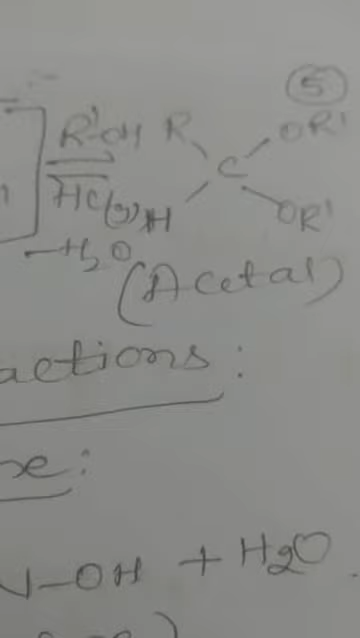 5
] R'OH R OR'
⇌ C
HCl(g) H OR'
-H2O
(Acetal)
actions:
e:
-OH + H2O